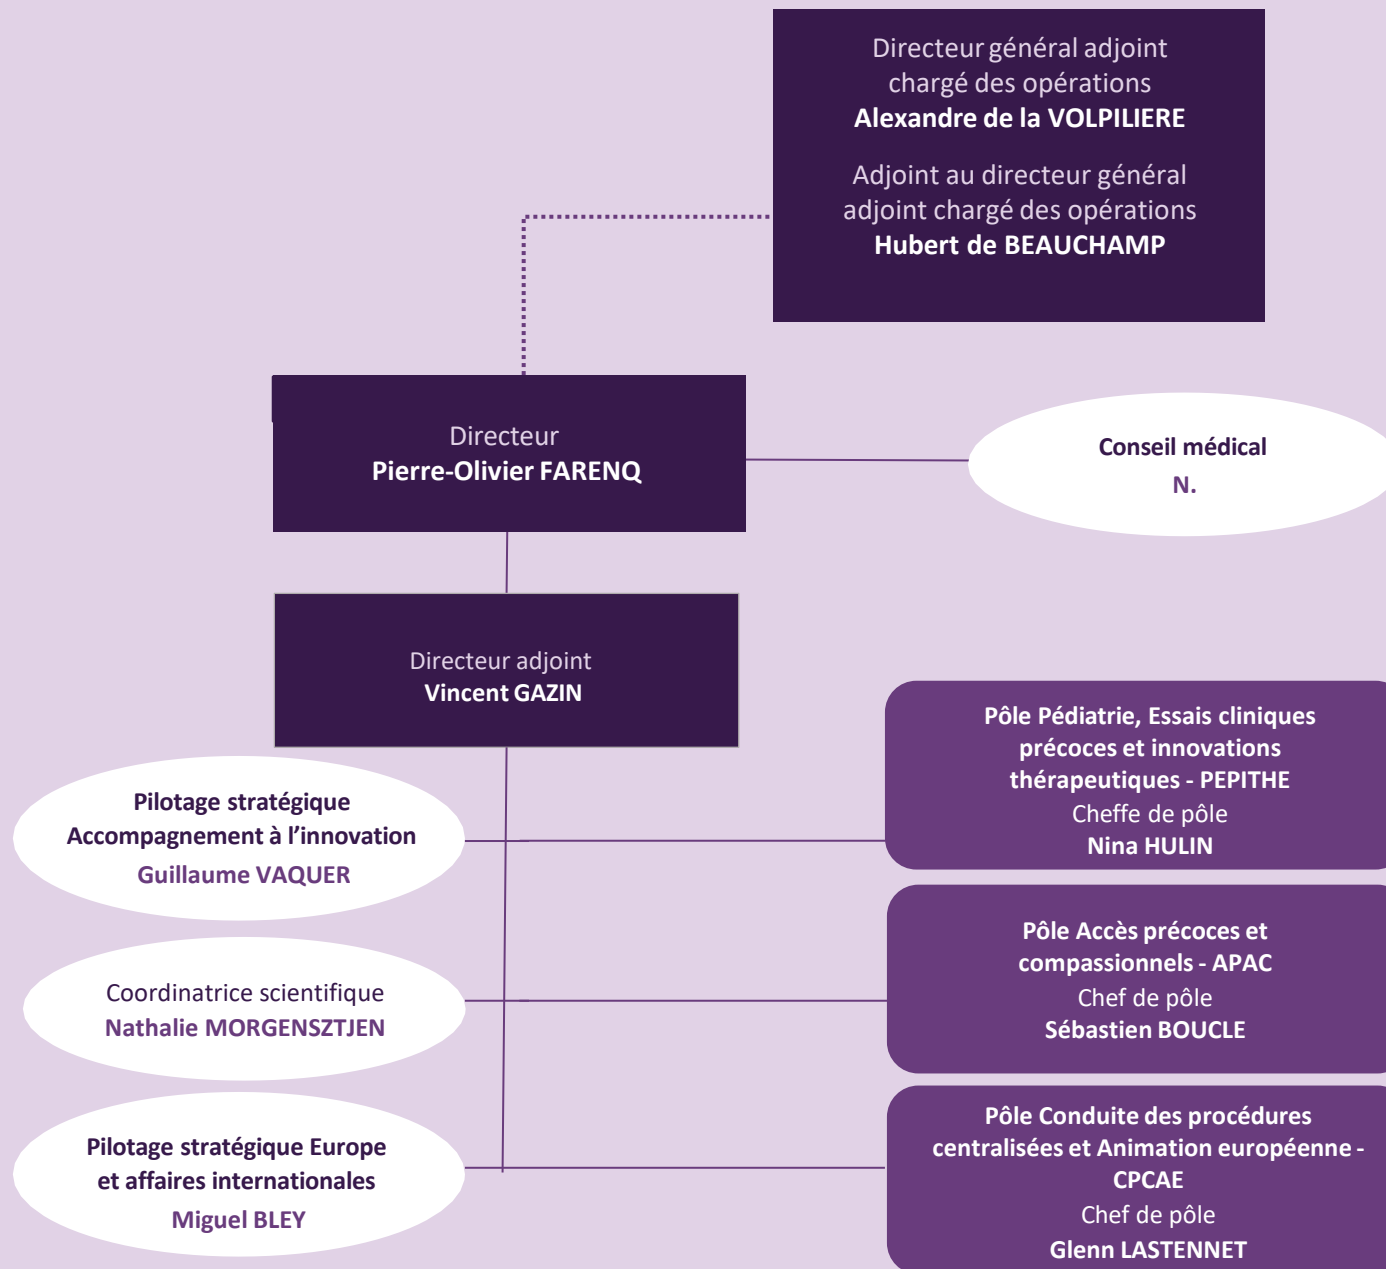 Directeur général adjoint
chargé des opérations
Alexandre de la VOLPILIERE
Adjoint au directeur général
adjoint chargé des opérations
Hubert de BEAUCHAMP
Directeur
Pierre-Olivier FARENQ
Conseil médical
N.
Directeur adjoint
Vincent GAZIN
Pilotage stratégique
Accompagnement à l’innovation
Guillaume VAQUER
Pôle Pédiatrie, Essais cliniques
précoces et innovations
thérapeutiques - PEPITHE
Cheffe de pôle
Nina HULIN
Coordinatrice scientifique
Nathalie MORGENSZTJEN
Pôle Accès précoces et
compassionnels - APAC
Chef de pôle
Sébastien BOUCLE
Pilotage stratégique Europe
et affaires internationales
Miguel BLEY
Pôle Conduite des procédures
centralisées et Animation européenne -
CPCAE
Chef de pôle
Glenn LASTENNET